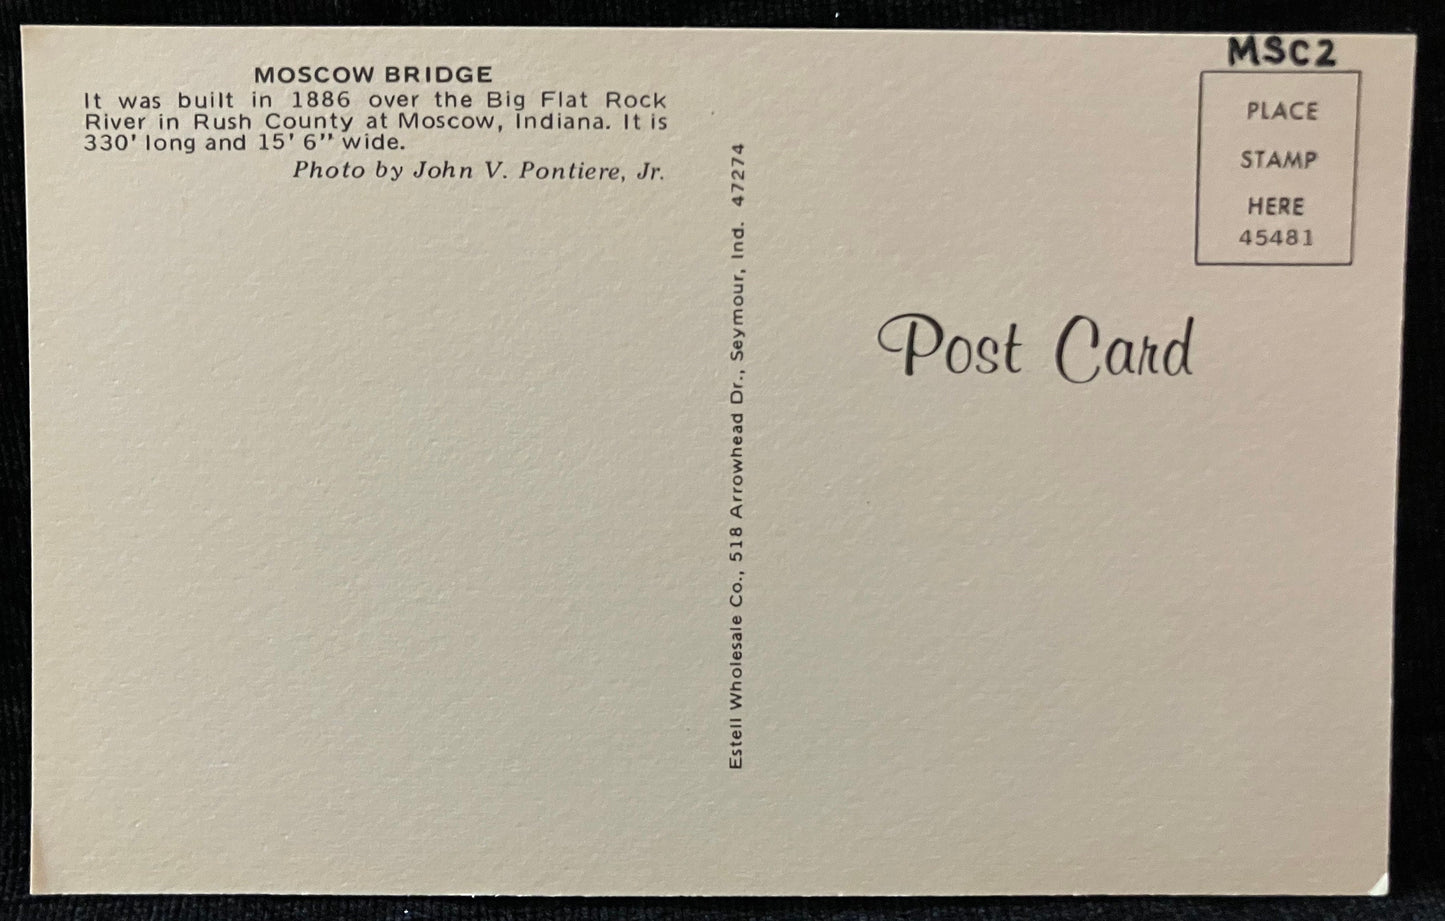 MOSCOW BRIDGE
It was built in 1886 over the Big Flat Rock
River in Rush County at Moscow, Indiana. It is
330' long and 15' 6" wide.
Photo by John V. Pontiere, Jr.
Estell Wholesale Co., 518 Arrowhead Dr., Seymour, Ind. 47274
MSC2
PLACE
STAMP
HERE
45481
Post Card